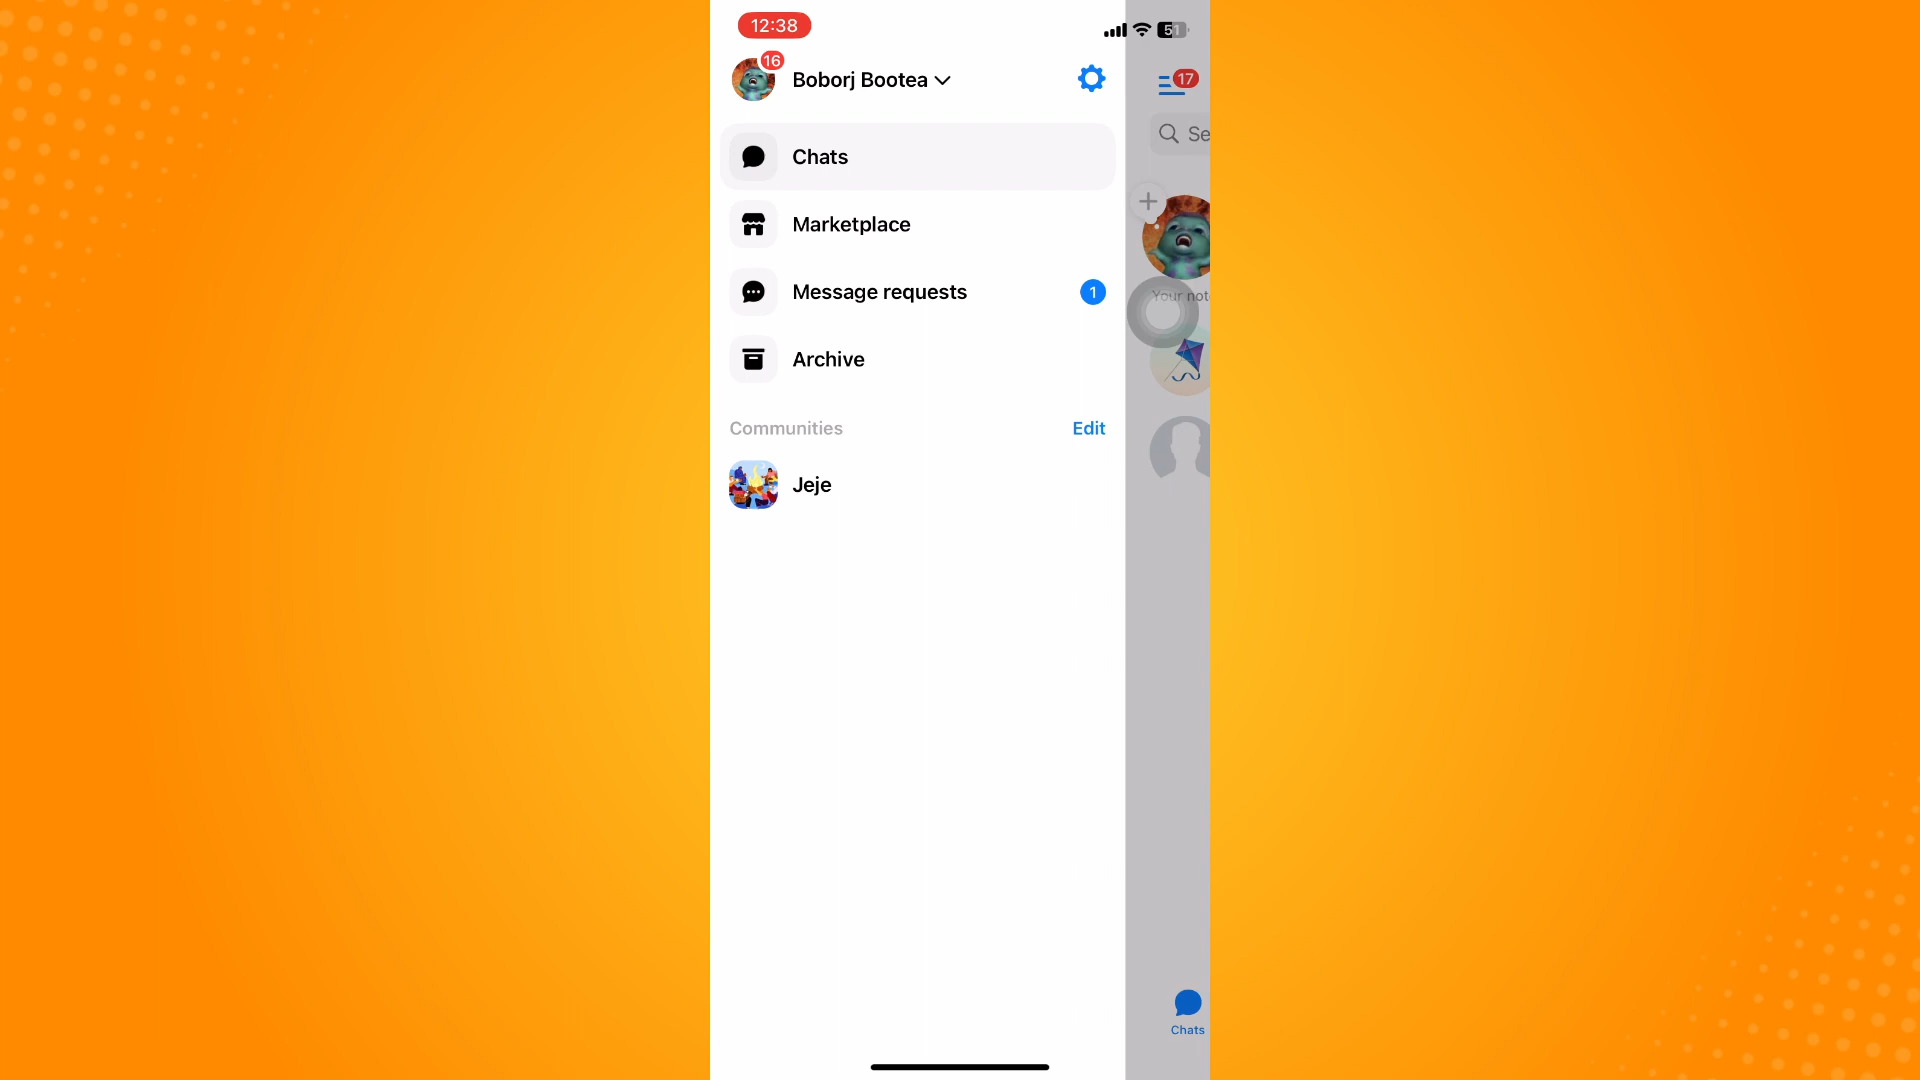 12:38
51
16
Boborj Bootea
17
Se
Chats
Marketplace
Message requests
1
Your not
Archive
Communities
Edit
Jeje
Chats